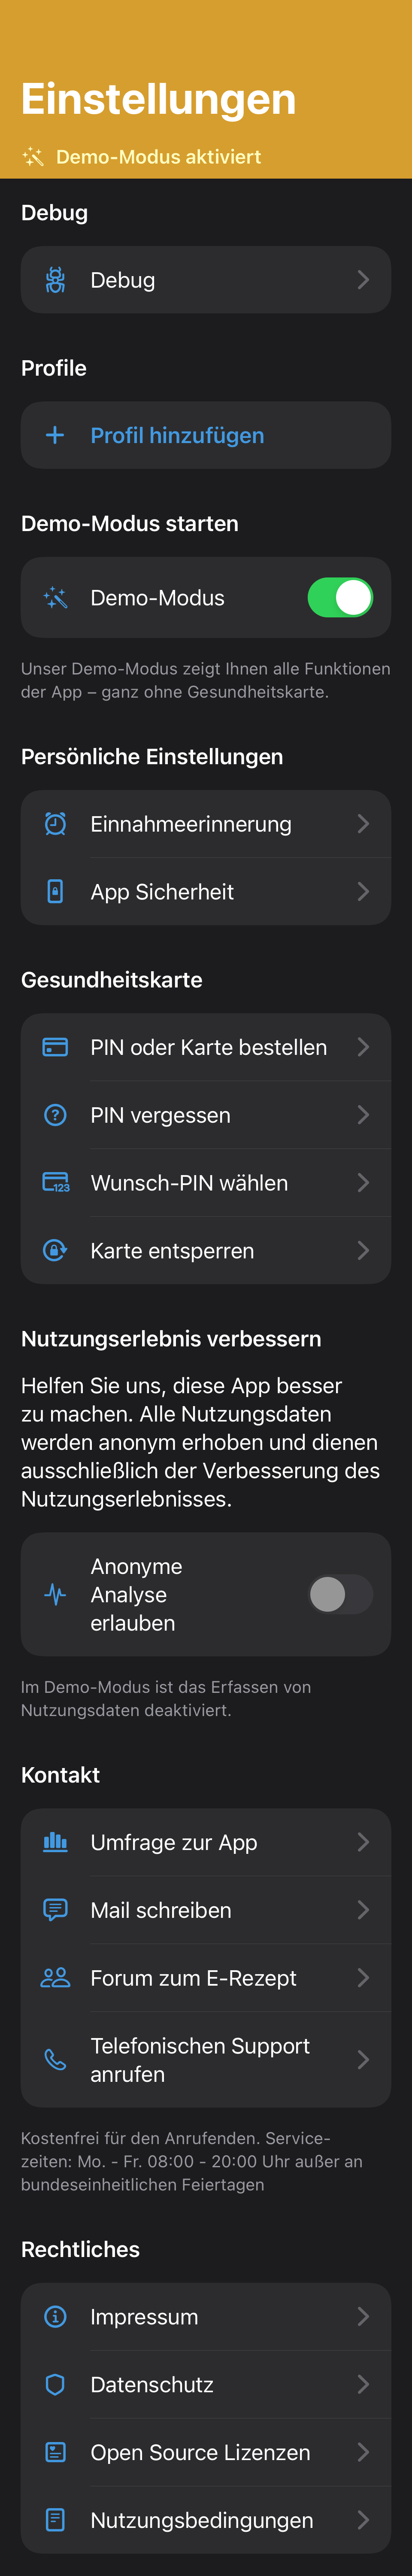 Einstellungen
Demo-Modus aktiviert
Debug
Debug
Profile
Profil hinzufügen
Demo-Modus starten
Demo-Modus
Unser Demo-Modus zeigt Ihnen alle Funktionen
der App – ganz ohne Gesundheitskarte.
Persönliche Einstellungen
Einnahmeerinnerung
App Sicherheit
Gesundheitskarte
PIN oder Karte bestellen
?
PIN vergessen
123
Wunsch-PIN wählen
Karte entsperren
Nutzungserlebnis verbessern
Helfen Sie uns, diese App besser
zu machen. Alle Nutzungsdaten
werden anonym erhoben und dienen
ausschließlich der Verbesserung des
Nutzungserlebnisses.
Anonyme
Analyse
erlauben
Im Demo-Modus ist das Erfassen von
Nutzungsdaten deaktiviert.
Kontakt
Umfrage zur App
Mail schreiben
Forum zum E-Rezept
Telefonischen Support
anrufen
Kostenfrei für den Anrufenden. Service-
zeiten: Mo. - Fr. 08:00 - 20:00 Uhr außer an
bundeseinheitlichen Feiertagen
Rechtliches
Impressum
Datenschutz
Open Source Lizenzen
Nutzungsbedingungen